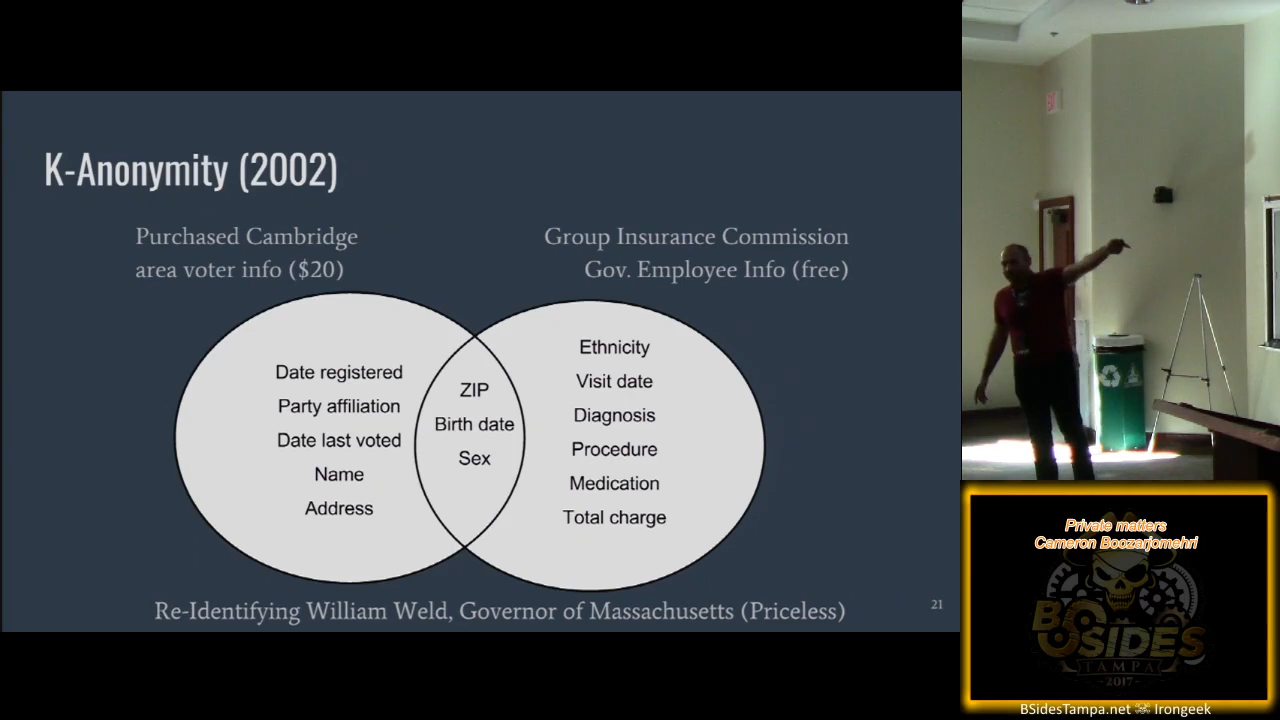 K-Anonymity (2002)
Purchased Cambridge
area voter info ($20)
Group Insurance Commission
Gov. Employee Info (free)
Date registered
Party affiliation
Date last voted
Name
Address
ZIP
Birth date
Sex
Ethnicity
Visit date
Diagnosis
Procedure
Medication
Total charge
Re-Identifying William Weld, Governor of Massachusetts (Priceless)
21
Private matters
Cameron Boozarjomehri
BSIDES
TAMPA
2017
BSidesTampa.net Irongeek